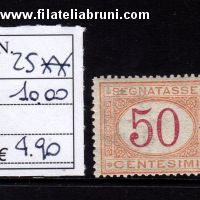 www.filateliabruni.com
N. 25 **
10,00
€ 4.90
SEGNATASSE
50
CENTESIMI